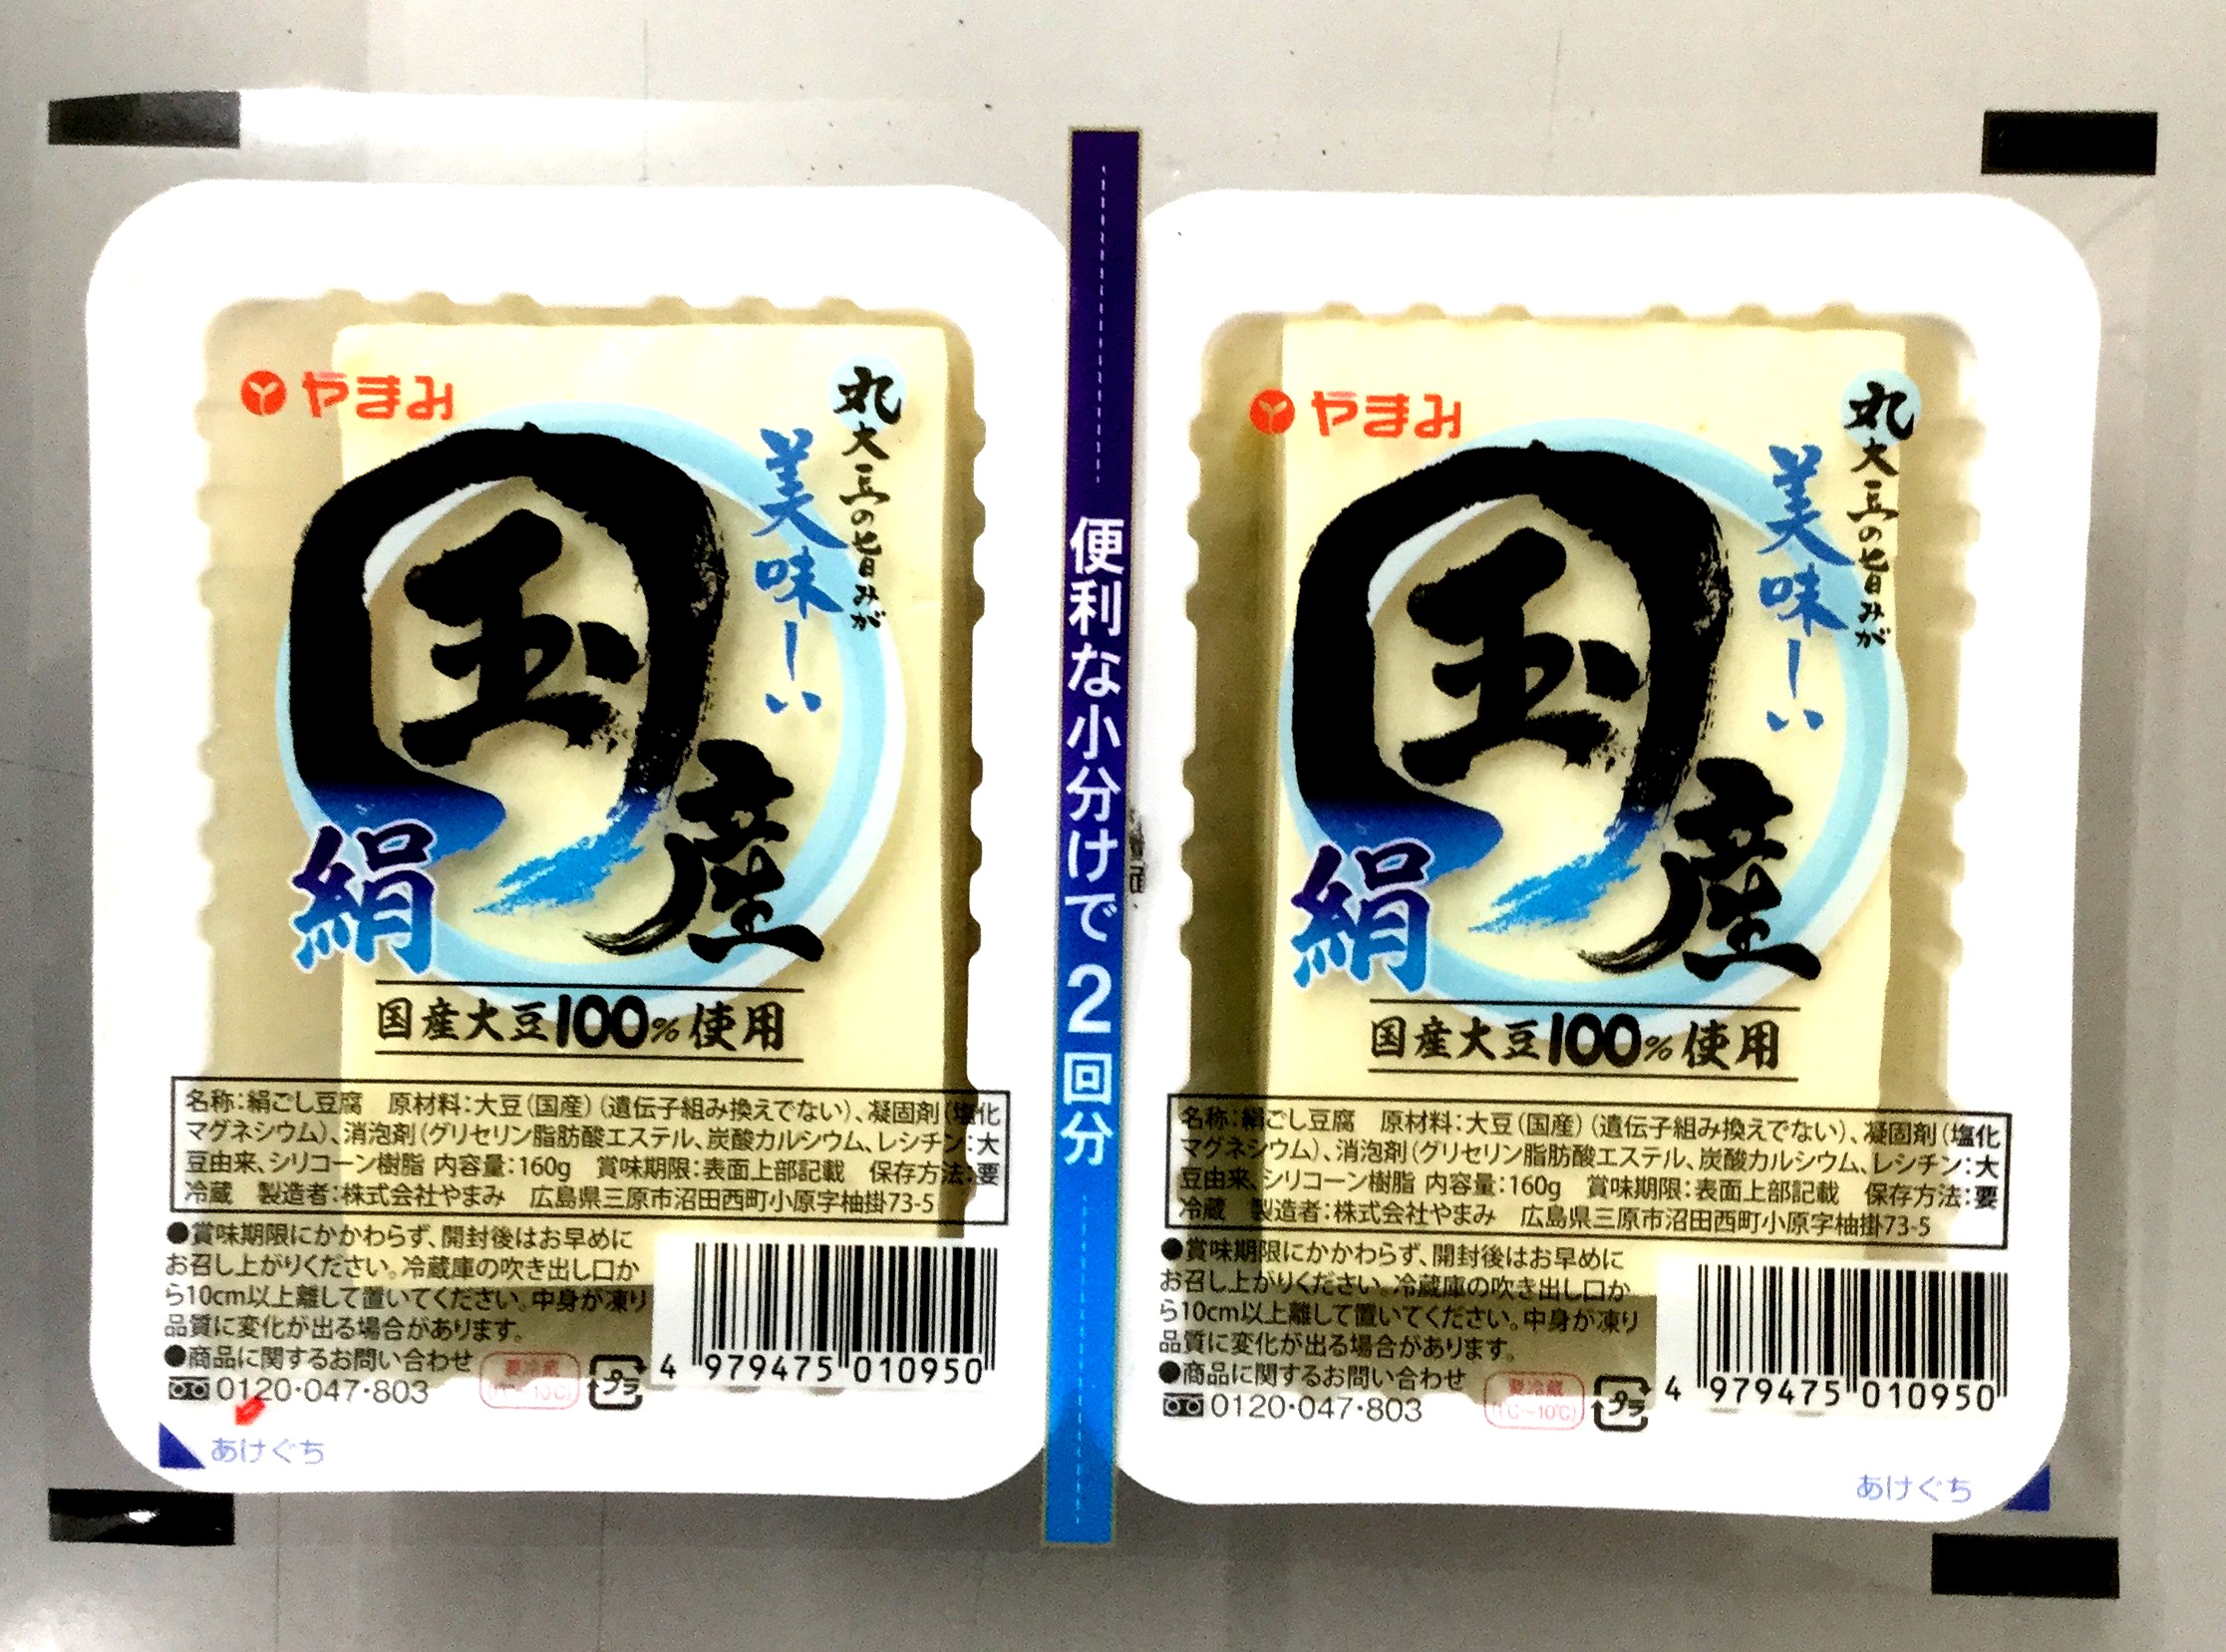 やまみ
丸大豆の旨みが
美味しい
国産
絹
国産大豆100%使用
名称:絹ごし豆腐　原材料:大豆(国産)(遺伝子組み換えでない)、凝固剤(塩化
マグネシウム)、消泡剤(グリセリン脂肪酸エステル、炭酸カルシウム、レシチン:大
豆由来、シリコーン樹脂 内容量:160g　賞味期限:表面上部記載　保存方法:要
冷蔵　製造者:株式会社やまみ　広島県三原市沼田西町小原字柚掛73-5
●賞味期限にかかわらず、開封後はお早めに
お召し上がりください。冷蔵庫の吹き出し口か
ら10cm以上離して置いてください。中身が凍り
品質に変化が出る場合があります。
●商品に関するお問い合わせ
0120・047・803
要冷蔵
(1℃～10℃)
プラ
4 979475 010950
あけぐち
便利な小分けで2回分
やまみ
丸大豆の旨みが
美味しい
国産
絹
国産大豆100%使用
名称:絹ごし豆腐　原材料:大豆(国産)(遺伝子組み換えでない)、凝固剤(塩化
マグネシウム)、消泡剤(グリセリン脂肪酸エステル、炭酸カルシウム、レシチン:大
豆由来、シリコーン樹脂 内容量:160g　賞味期限:表面上部記載　保存方法:要
冷蔵　製造者:株式会社やまみ　広島県三原市沼田西町小原字柚掛73-5
●賞味期限にかかわらず、開封後はお早めに
お召し上がりください。冷蔵庫の吹き出し口か
ら10cm以上離して置いてください。中身が凍り
品質に変化が出る場合があります。
●商品に関するお問い合わせ
0120・047・803
要冷蔵
(1℃～10℃)
プラ
4 979475 010950
あけぐち